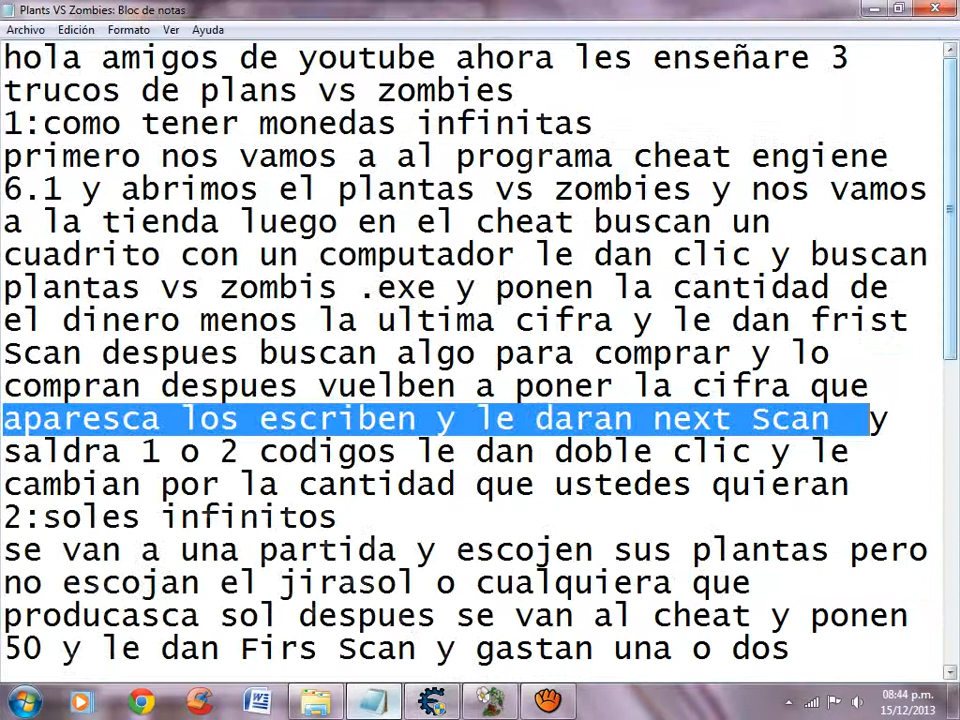 Plants VS Zombies: Bloc de notas
Archivo Edición Formato Ver Ayuda
hola amigos de youtube ahora les enseñare 3
trucos de plans vs zombies
1:como tener monedas infinitas
primero nos vamos a al programa cheat engiene
6.1 y abrimos el plantas vs zombies y nos vamos
a la tienda luego en el cheat buscan un
cuadrito con un computador le dan clic y buscan
plantas vs zombis .exe y ponen la cantidad de
el dinero menos la ultima cifra y le dan frist
Scan despues buscan algo para comprar y lo
compran despues vuelben a poner la cifra que
aparesca los escriben y le daran next Scan y
saldra 1 o 2 codigos le dan doble clic y le
cambian por la cantidad que ustedes quieran
2:soles infinitos
se van a una partida y escojen sus plantas pero
no escojan el jirasol o cualquiera que
producasca sol despues se van al cheat y ponen
50 y le dan Firs Scan y gastan una o dos
08:44 p.m.
15/12/2013